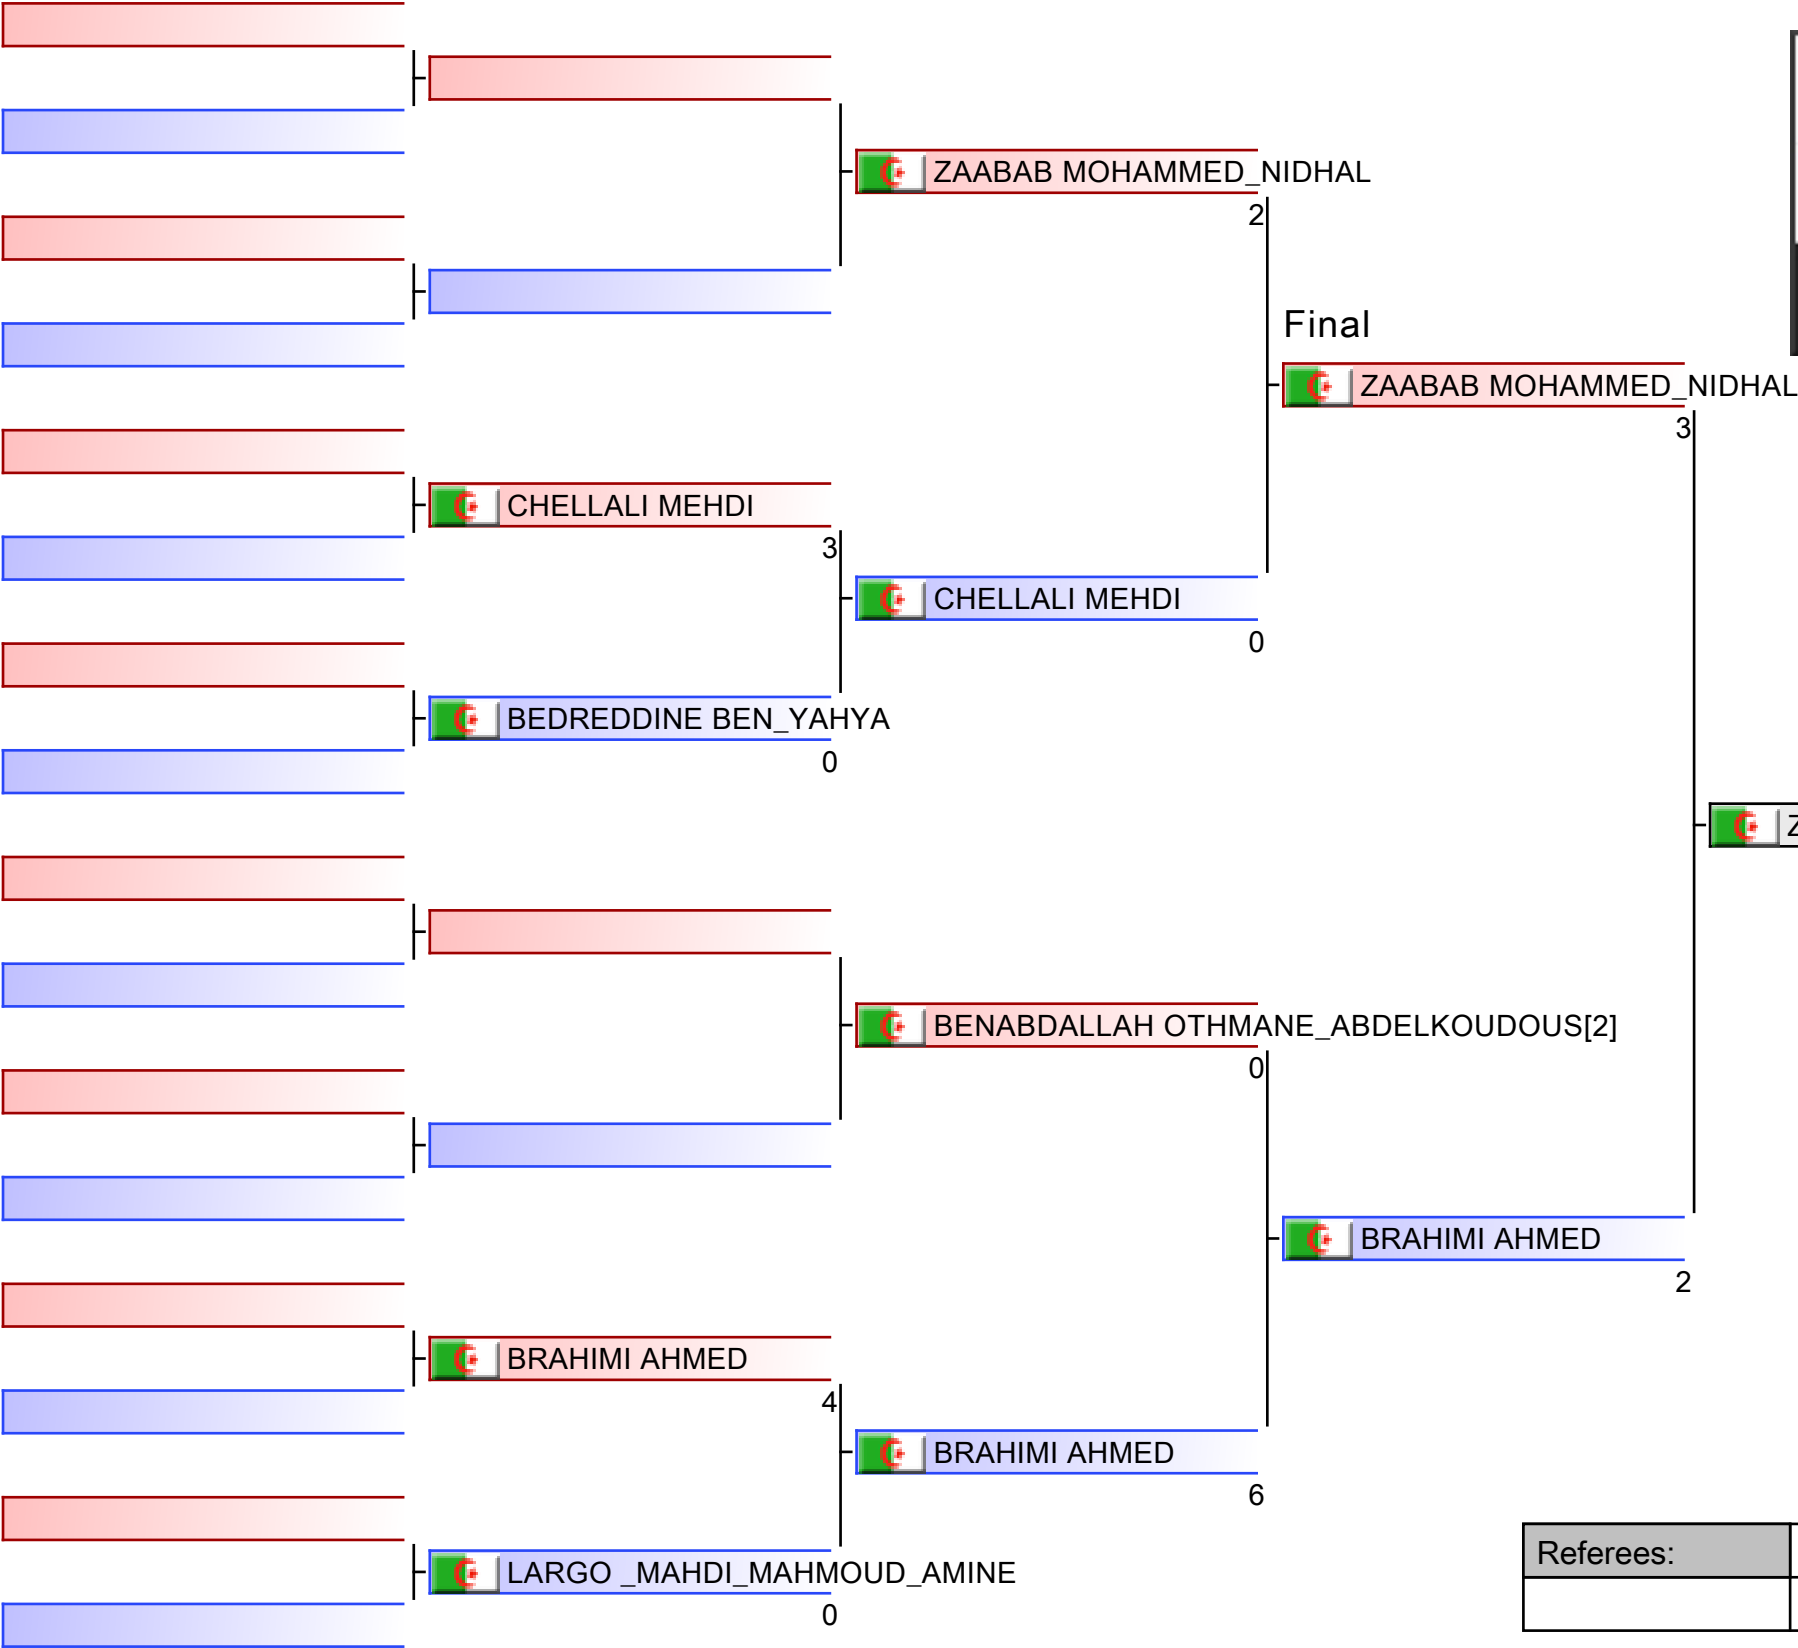 ZAABAB MOHAMMED_NIDHAL
2
Final
ZAABAB MOHAMMED_NIDHAL
3
CHELLALI MEHDI
3
CHELLALI MEHDI
0
BEDREDDINE BEN_YAHYA
0
BENABDALLAH OTHMANE_ABDELKOUDOUS[2]
0
BRAHIMI AHMED
2
BRAHIMI AHMED
4
BRAHIMI AHMED
6
LARGO _MAHDI_MAHMOUD_AMINE
0
Referees: